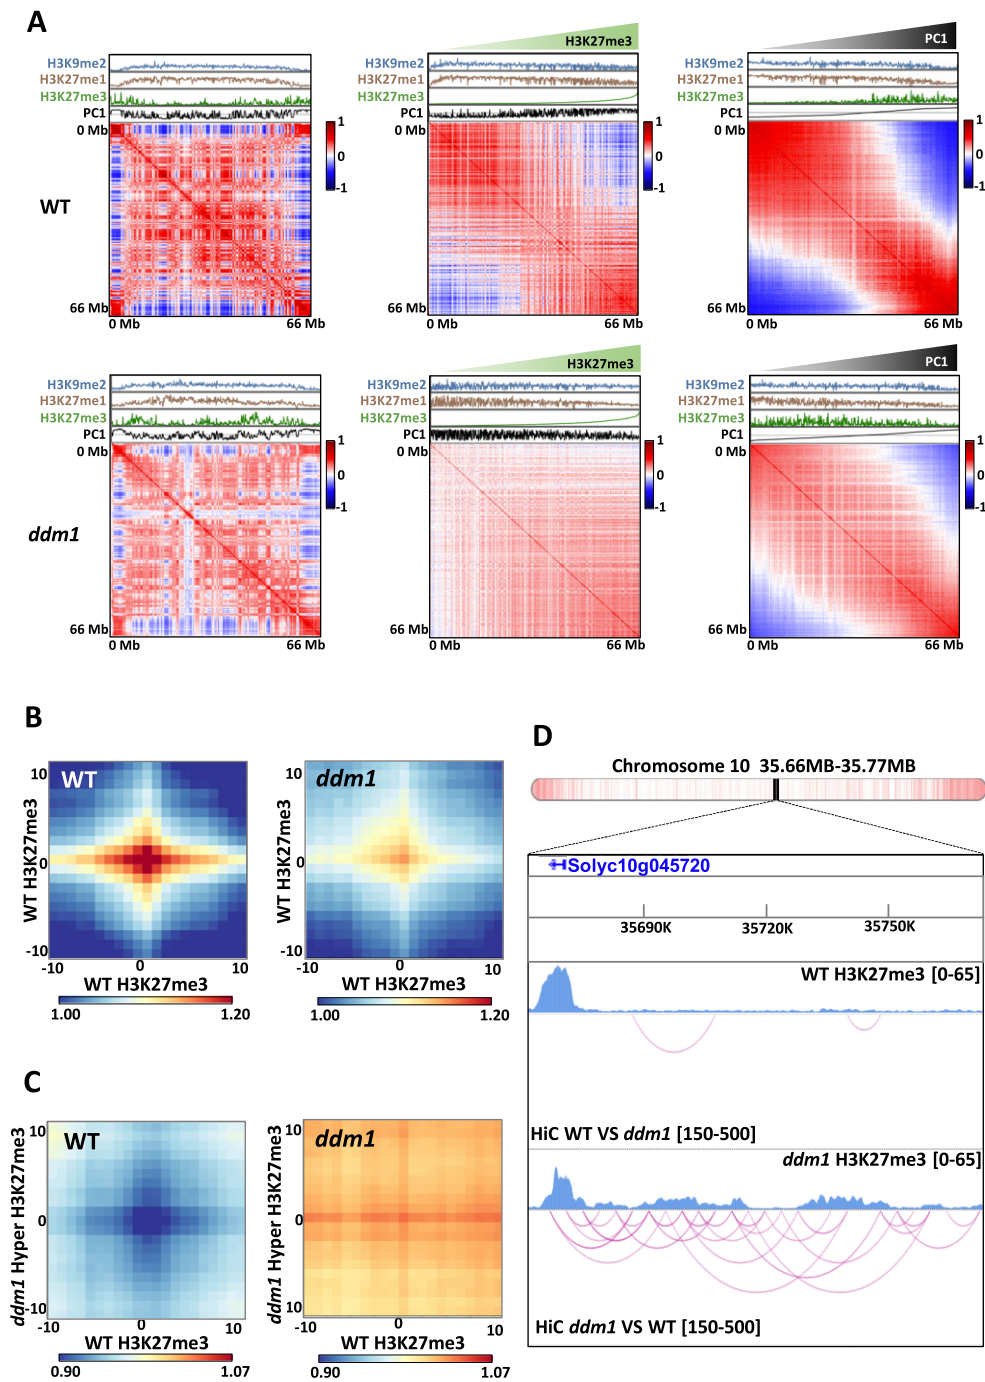 A
H3K27me3
PC1
H3K9me2
H3K27me1
H3K27me3
PC1
0 Mb
WT
66 Mb
0 Mb
66 Mb
1
0
-1
H3K9me2
H3K27me1
H3K27me3
PC1
0 Mb
66 Mb
0 Mb
66 Mb
1
0
-1
H3K9me2
H3K27me1
H3K27me3
PC1
0 Mb
66 Mb
0 Mb
66 Mb
1
0
-1
H3K27me3
PC1
H3K9me2
H3K27me1
H3K27me3
PC1
0 Mb
ddm1
66 Mb
0 Mb
66 Mb
1
0
-1
H3K9me2
H3K27me1
H3K27me3
PC1
0 Mb
66 Mb
0 Mb
66 Mb
1
0
-1
H3K9me2
H3K27me1
H3K27me3
PC1
0 Mb
66 Mb
0 Mb
66 Mb
1
0
-1
B
WT
WT H3K27me3
10
0
-10
-10
0
10
WT H3K27me3
1.00
1.20
ddm1
WT H3K27me3
10
0
-10
-10
0
10
WT H3K27me3
1.00
1.20
C
WT
ddm1 Hyper H3K27me3
10
0
-10
-10
0
10
WT H3K27me3
0.90
1.07
ddm1
ddm1 Hyper H3K27me3
10
0
10
-10
0
10
WT H3K27me3
0.90
1.07
D
Chromosome 10 35.66MB-35.77MB
Solyc10g045720
35690K
35720K
35750K
WT H3K27me3 [0-65]
HiC WT VS ddm1 [150-500]
ddm1 H3K27me3 [0-65]
HiC ddm1 VS WT [150-500]